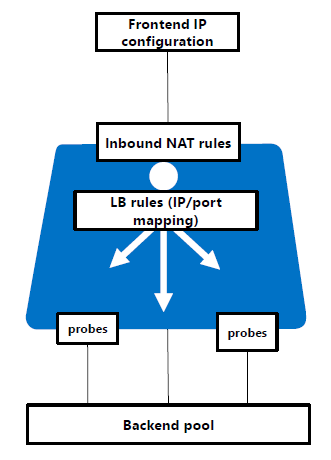 Frontend IP
configuration
Inbound NAT rules
LB rules (IP/port
mapping)
probes
probes
Backend pool